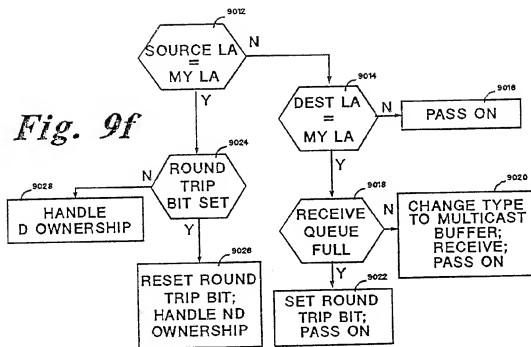 9012
SOURCE LA
=
MY LA
N
Y
9014
DEST LA
=
MY LA
N
Y
9016
PASS ON
Fig. 9f
9024
ROUND
TRIP
BIT SET
N
Y
9028
HANDLE
D OWNERSHIP
9018
RECEIVE
QUEUE
FULL
N
Y
9020
CHANGE TYPE
TO MULTICAST
BUFFER;
RECEIVE;
PASS ON
9026
RESET ROUND
TRIP BIT;
HANDLE ND
OWNERSHIP
9022
SET ROUND
TRIP BIT;
PASS ON